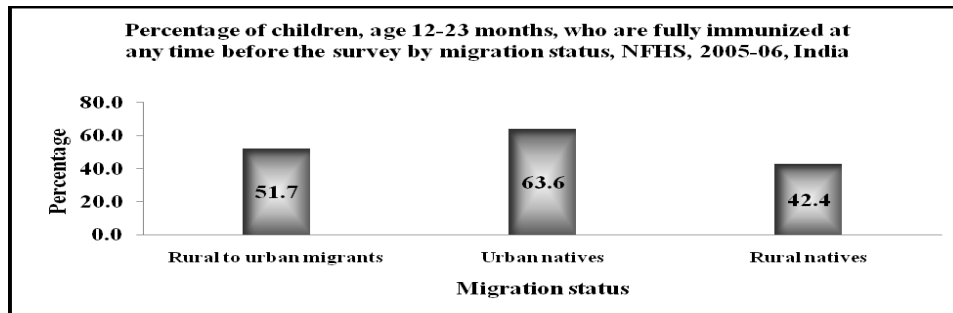 Percentage of children, age 12-23 months, who are fully immunized at
any time before the survey by migration status, NFHS, 2005-06, India
80.0
60.0
40.0
20.0
0.0
Percentage
51.7
63.6
42.4
Rural to urban migrants
Urban natives
Rural natives
Migration status